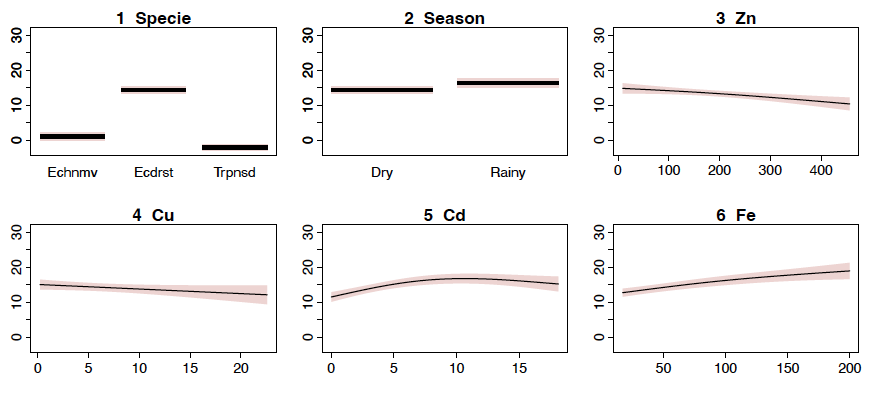 1 Specie
2 Season
3 Zn
0 10 20 30
0 10 20 30
0 10 20 30
Echnmv Ecdrst Trpnsd
Dry Rainy
0 100 200 300 400
4 Cu
5 Cd
6 Fe
0 10 20 30
0 10 20 30
0 10 20 30
0 5 10 15 20
0 5 10 15
50 100 150 200